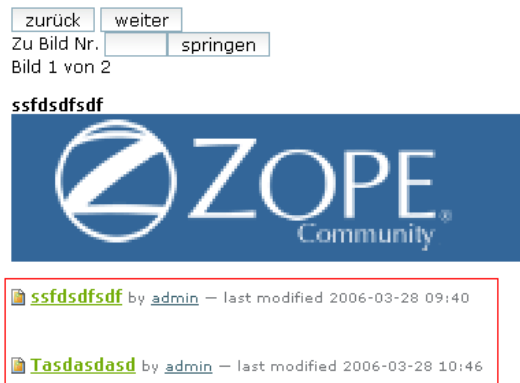 zurück weiter
Zu Bild Nr. springen
Bild 1 von 2
ssfdsdfsdf
ZOPE®
Community
ssfdsdfsdf by admin — last modified 2006-03-28 09:40
Tasdasdasd by admin — last modified 2006-03-28 10:46